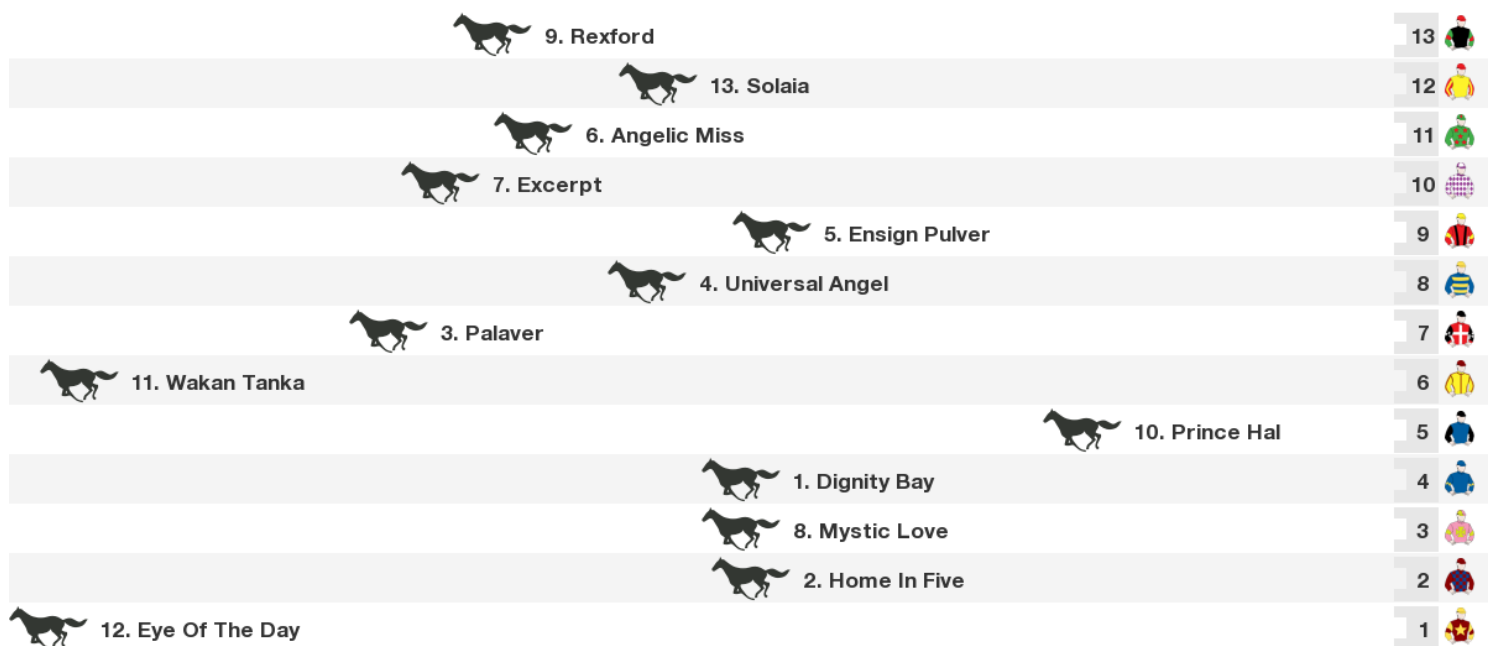 9. Rexford 13
13. Solaia 12
6. Angelic Miss 11
7. Excerpt 10
5. Ensign Pulver 9
4. Universal Angel 8
3. Palaver 7
11. Wakan Tanka 6
10. Prince Hal 5
1. Dignity Bay 4
8. Mystic Love 3
2. Home In Five 2
12. Eye Of The Day 1